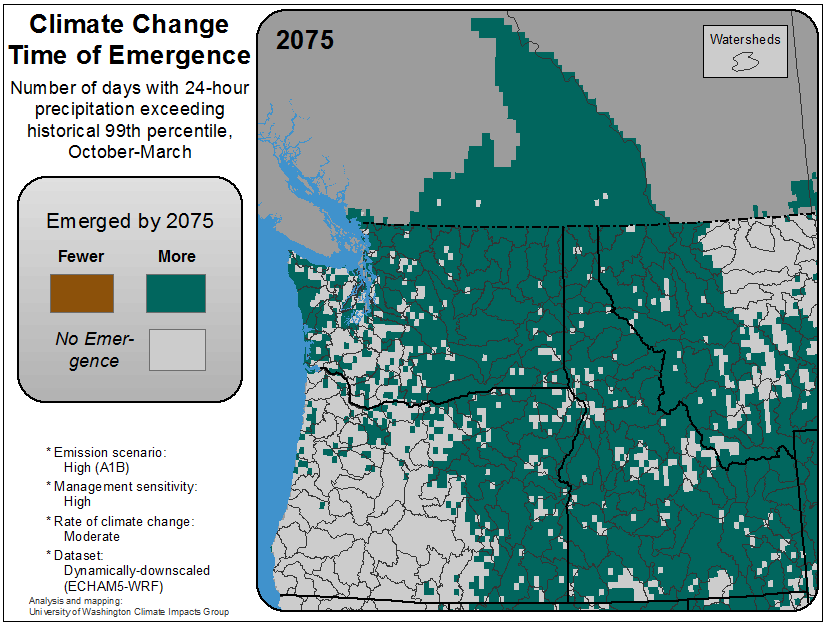 Climate Change
Time of Emergence
Number of days with 24-hour
precipitation exceeding
historical 99th percentile,
October-March
Emerged by 2075
Fewer More
No Emer-
gence
* Emission scenario:
High (A1B)
* Management sensitivity:
High
* Rate of climate change:
Moderate
* Dataset:
Dynamically-downscaled
(ECHAM5-WRF)
Analysis and mapping:
University of Washington Climate Impacts Group
2075
Watersheds